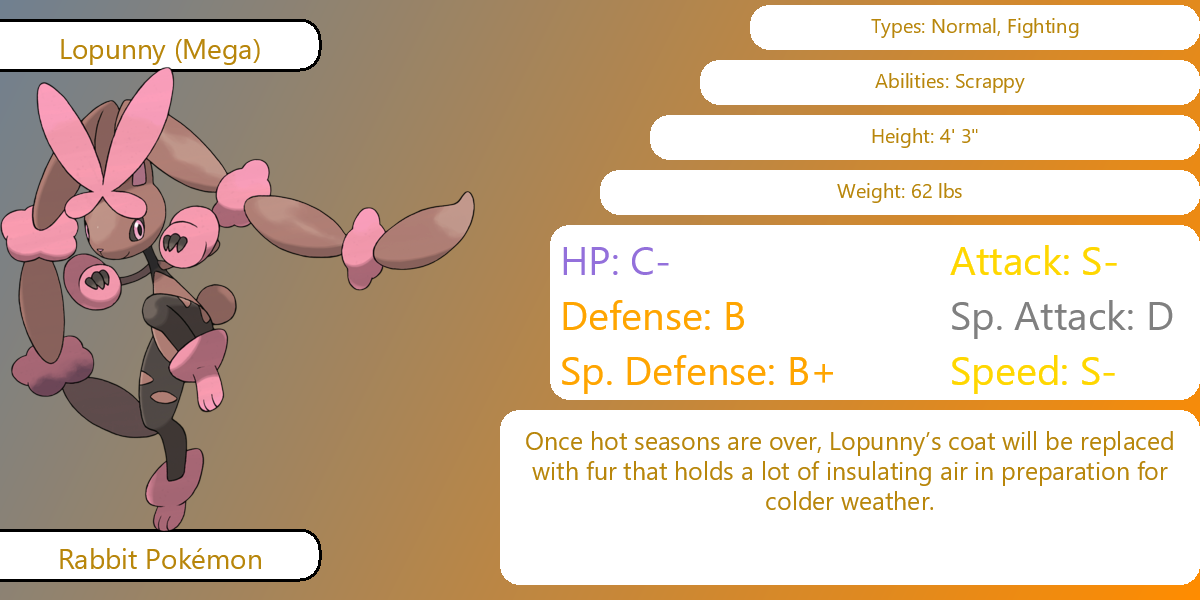 Lopunny (Mega)
Types: Normal, Fighting
Abilities: Scrappy
Height: 4' 3"
Weight: 62 lbs
HP: C-
Attack: S-
Defense: B
Sp. Attack: D
Sp. Defense: B+
Speed: S-
Once hot seasons are over, Lopunny’s coat will be replaced
with fur that holds a lot of insulating air in preparation for
colder weather.
Rabbit Pokémon